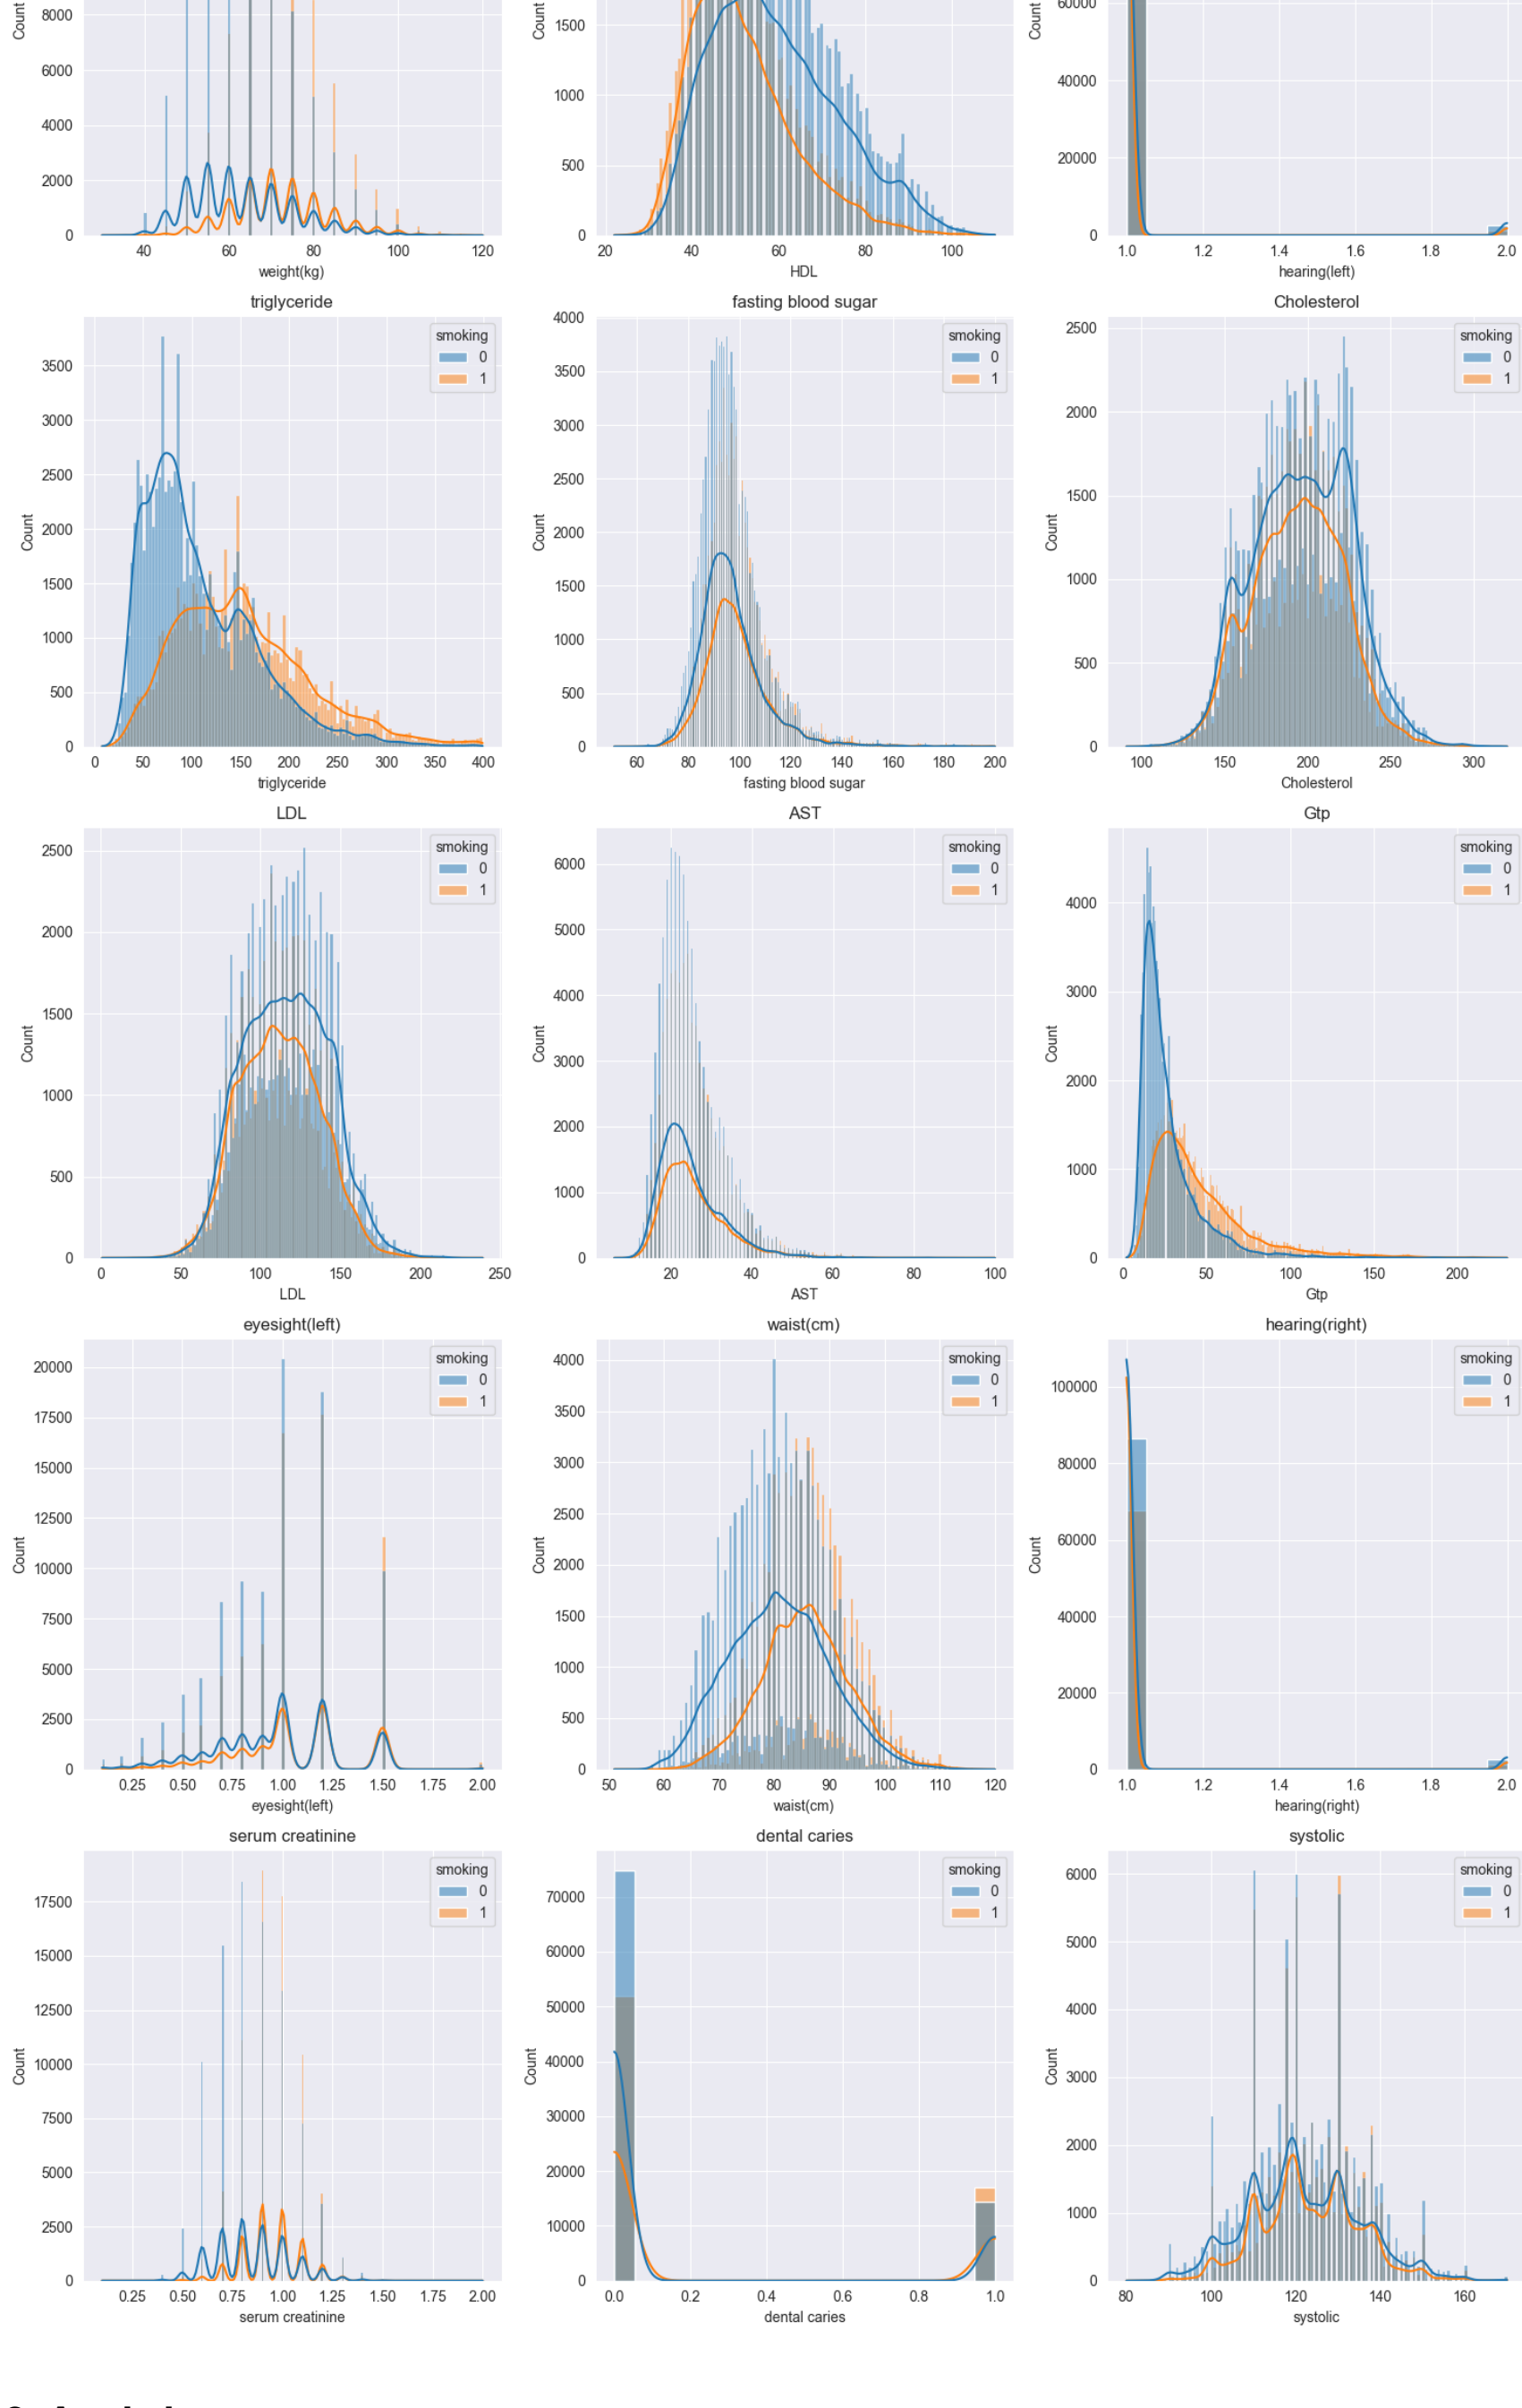 8000
6000
4000
2000
0
Count
40 60 80 100 120
weight(kg)
1500
1000
500
0
Count
20 40 60 80 100
HDL
60000
40000
20000
0
Count
1.0 1.2 1.4 1.6 1.8 2.0
hearing(left)
triglyceride
smoking
0
1
3500
3000
2500
2000
1500
1000
500
0
Count
0 50 100 150 200 250 300 350 400
triglyceride
fasting blood sugar
smoking
0
1
4000
3500
3000
2500
2000
1500
1000
500
0
Count
60 80 100 120 140 160 180 200
fasting blood sugar
Cholesterol
smoking
0
1
2500
2000
1500
1000
500
0
Count
100 150 200 250 300
Cholesterol
LDL
smoking
0
1
2500
2000
1500
1000
500
0
Count
0 50 100 150 200 250
LDL
AST
smoking
0
1
6000
5000
4000
3000
2000
1000
0
Count
20 40 60 80 100
AST
Gtp
smoking
0
1
4000
3000
2000
1000
0
Count
0 50 100 150 200
Gtp
eyesight(left)
smoking
0
1
20000
17500
15000
12500
10000
7500
5000
2500
0
Count
0.25 0.50 0.75 1.00 1.25 1.50 1.75 2.00
eyesight(left)
waist(cm)
smoking
0
1
4000
3500
3000
2500
2000
1500
1000
500
0
Count
50 60 70 80 90 100 110 120
waist(cm)
hearing(right)
smoking
0
1
100000
80000
60000
40000
20000
0
Count
1.0 1.2 1.4 1.6 1.8 2.0
hearing(right)
serum creatinine
smoking
0
1
17500
15000
12500
10000
7500
5000
2500
0
Count
0.25 0.50 0.75 1.00 1.25 1.50 1.75 2.00
serum creatinine
dental caries
smoking
0
1
70000
60000
50000
40000
30000
20000
10000
0
Count
0.0 0.2 0.4 0.6 0.8 1.0
dental caries
systolic
smoking
0
1
6000
5000
4000
3000
2000
1000
0
Count
80 100 120 140 160
systolic